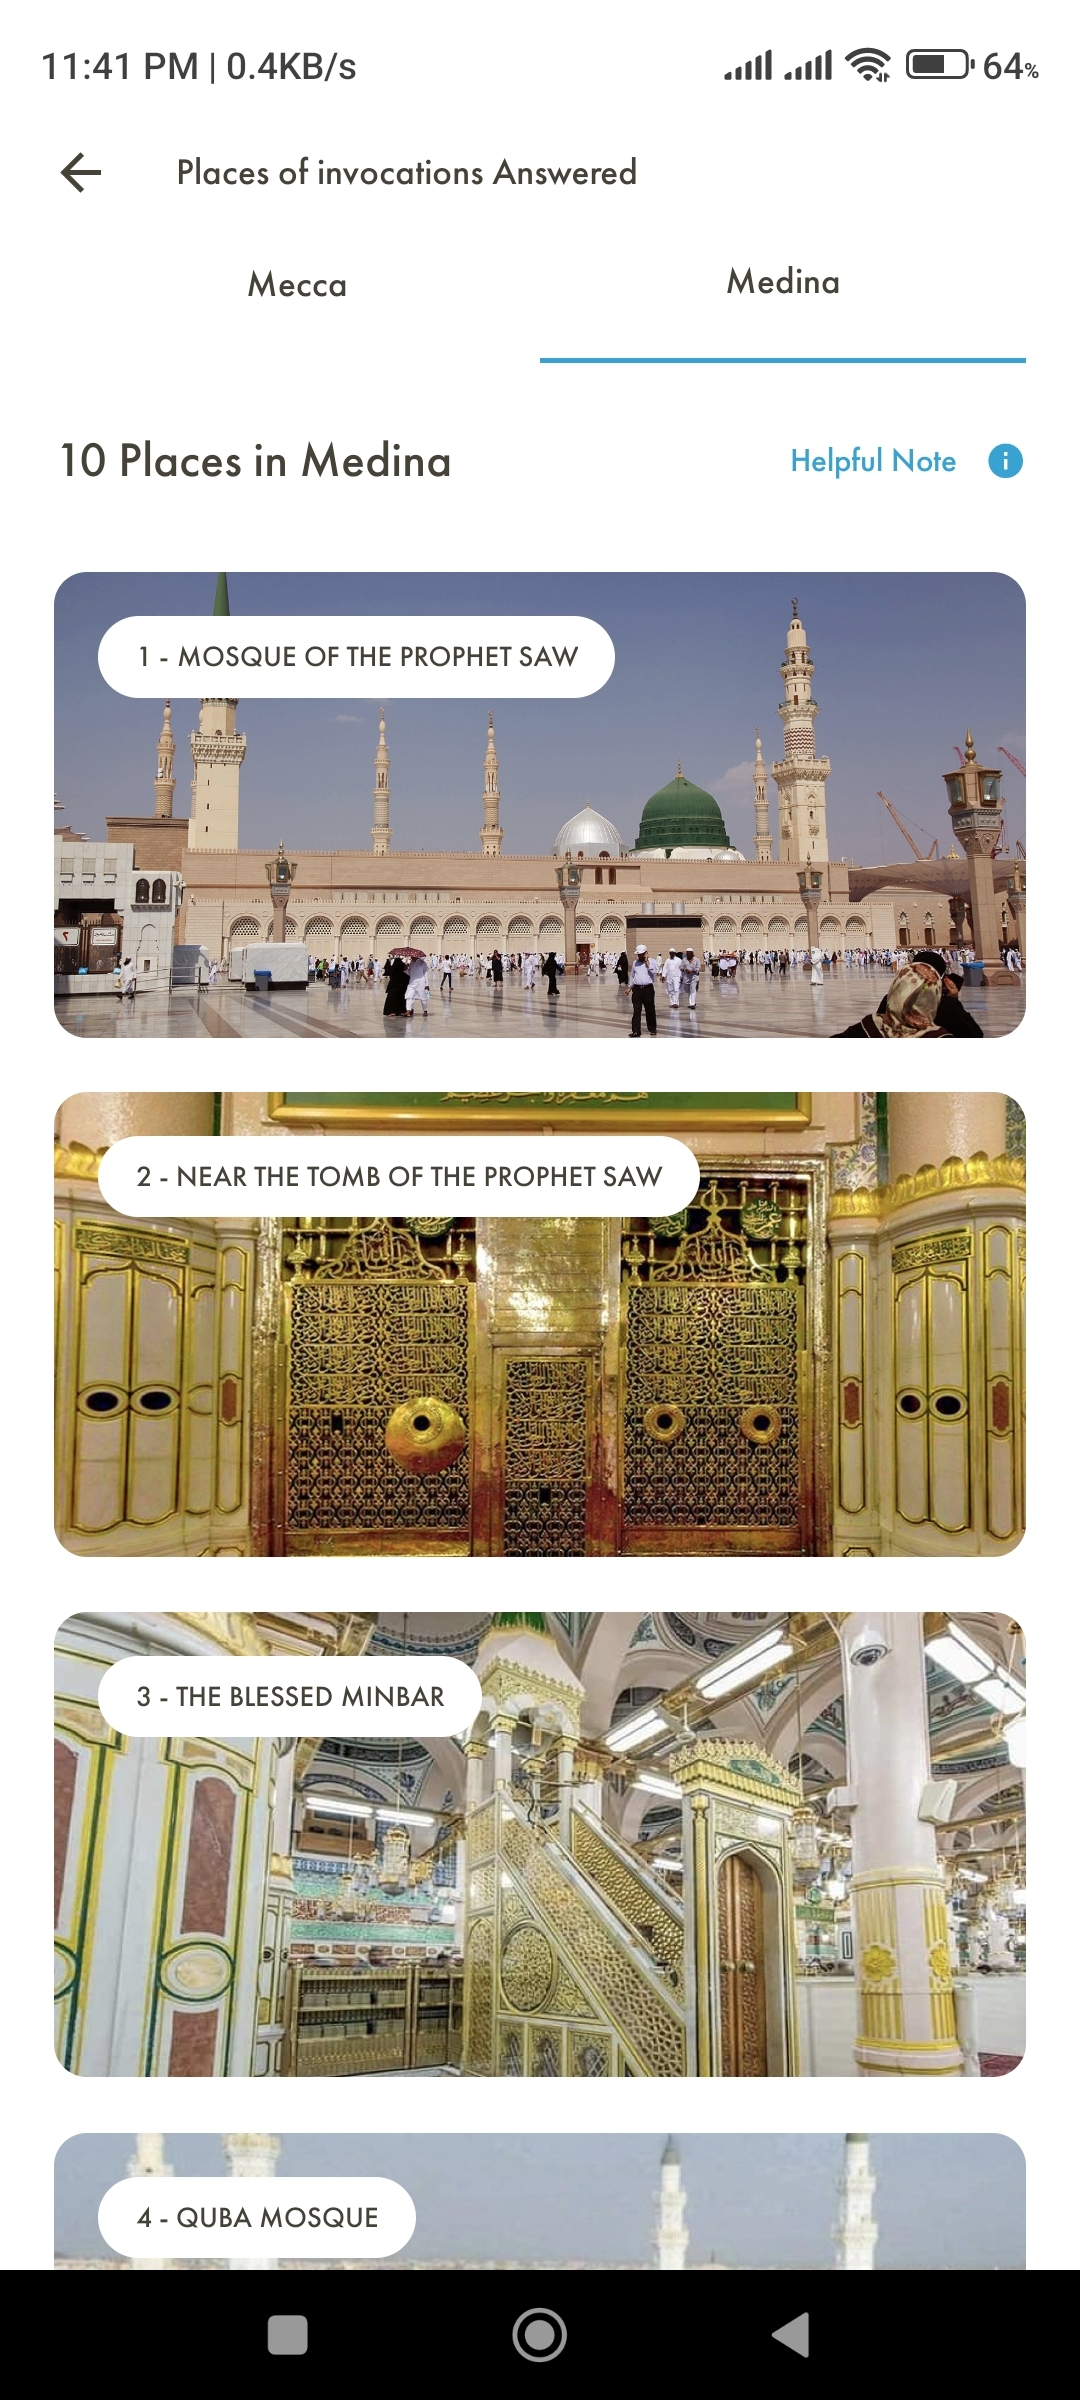 11:41 PM | 0.4KB/s
64%
Places of invocations Answered
Mecca
Medina
10 Places in Medina
Helpful Note
1 - MOSQUE OF THE PROPHET SAW
2 - NEAR THE TOMB OF THE PROPHET SAW
3 - THE BLESSED MINBAR
4 - QUBA MOSQUE